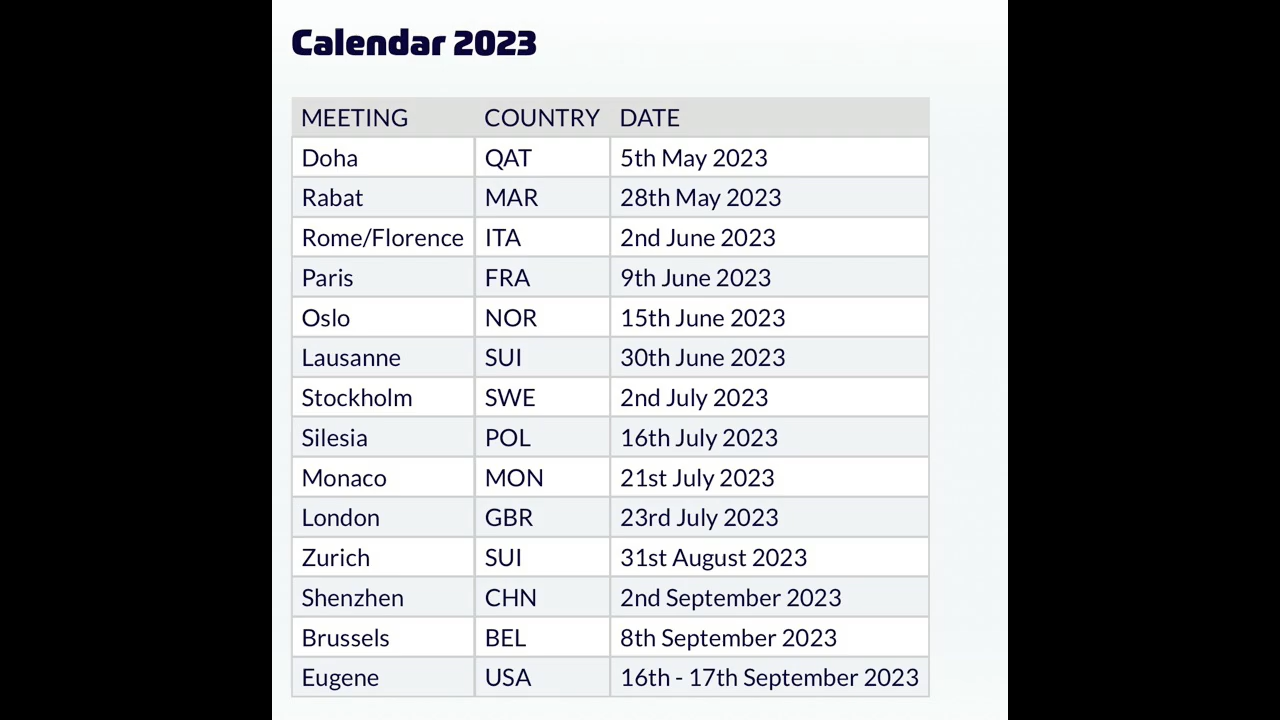 Calendar 2023
MEETING COUNTRY DATE
Doha QAT 5th May 2023
Rabat MAR 28th May 2023
Rome/Florence ITA 2nd June 2023
Paris FRA 9th June 2023
Oslo NOR 15th June 2023
Lausanne SUI 30th June 2023
Stockholm SWE 2nd July 2023
Silesia POL 16th July 2023
Monaco MON 21st July 2023
London GBR 23rd July 2023
Zurich SUI 31st August 2023
Shenzhen CHN 2nd September 2023
Brussels BEL 8th September 2023
Eugene USA 16th - 17th September 2023